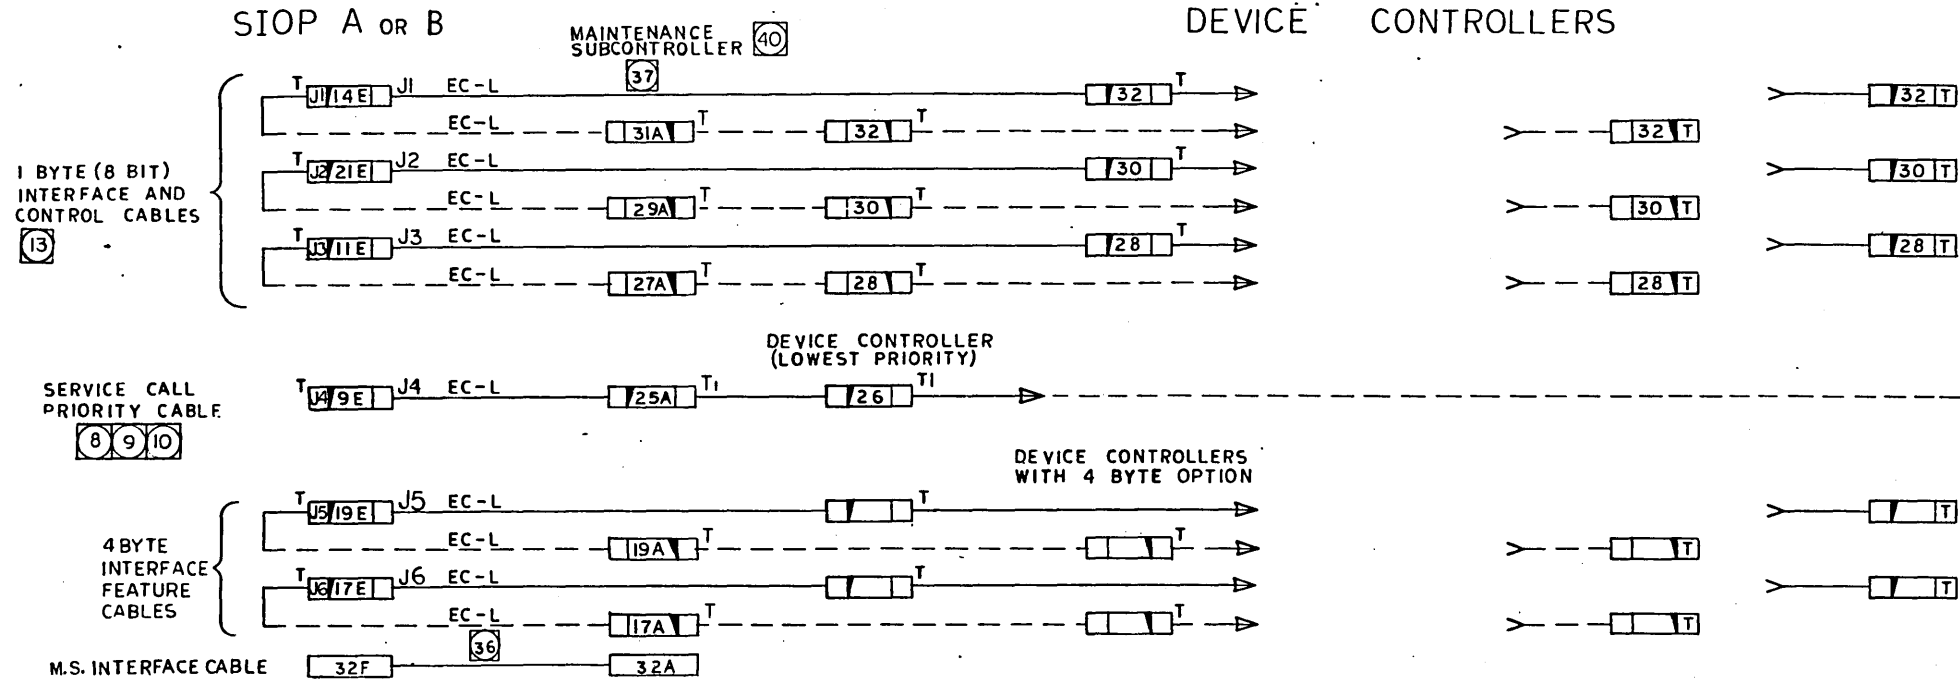 SIOP A OR B
DEVICE CONTROLLERS
MAINTENANCE
SUBCONTROLLER 40
37
T J1 14E J1 EC-L 32 T 32 T
EC-L 31A T 32 T 32 T
T J2 21E J2 EC-L 30 T 30 T
1 BYTE (8 BIT)
INTERFACE AND
CONTROL CABLES
13
EC-L 29A T 30 T 30 T
T J3 11E J3 EC-L 28 T 28 T
EC-L 27A T 28 T 28 T
DEVICE CONTROLLER
(LOWEST PRIORITY)
SERVICE CALL
PRIORITY CABLE
8 9 10
T J4 9E J4 EC-L 25A T1 26 T1
DEVICE CONTROLLERS
WITH 4 BYTE OPTION
T J5 19E J5 EC-L T T
EC-L 19A T T T
4 BYTE
INTERFACE
FEATURE
CABLES
T J6 17E J6 EC-L T T
EC-L 17A T T T
36
M.S. INTERFACE CABLE 32F 32A